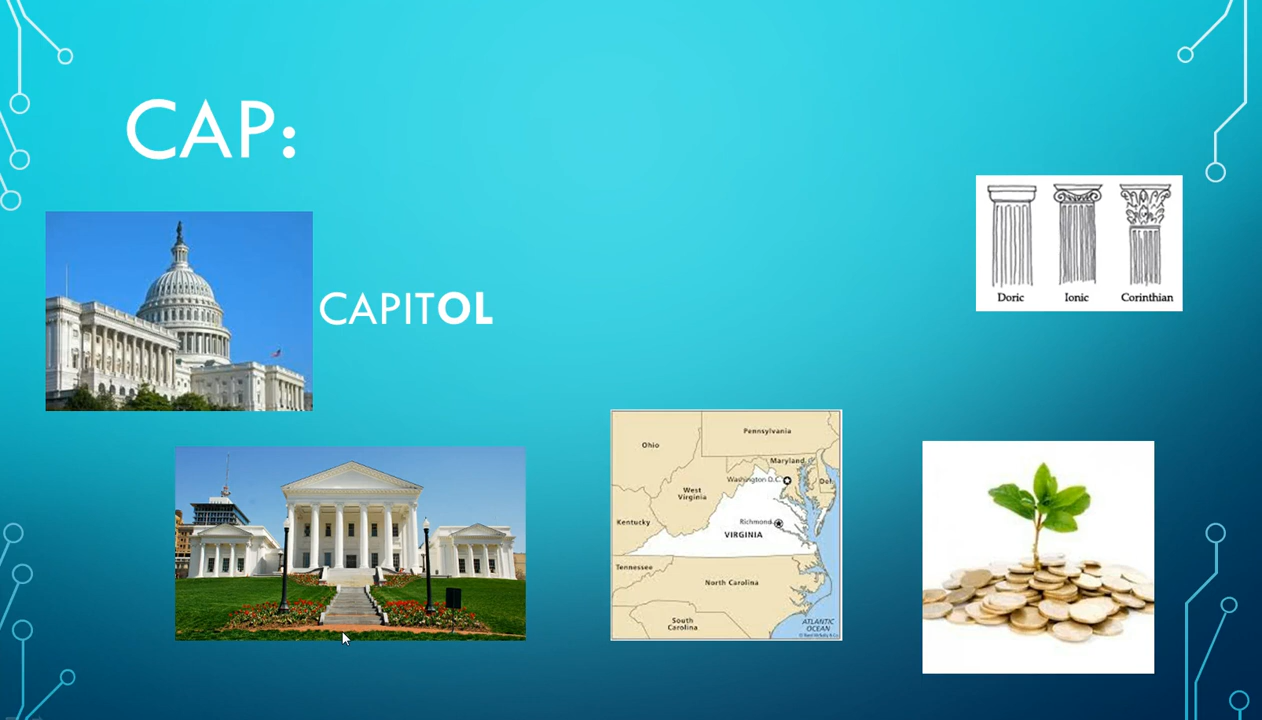 CAP:
CAPITOL
Doric
Ionic
Corinthian
Pennsylvania
Ohio
Maryland
Washington D.C.
Del
West
Virginia
Kentucky
Richmond
VIRGINIA
Tennessee
North Carolina
South
Carolina
ATLANTIC
OCEAN